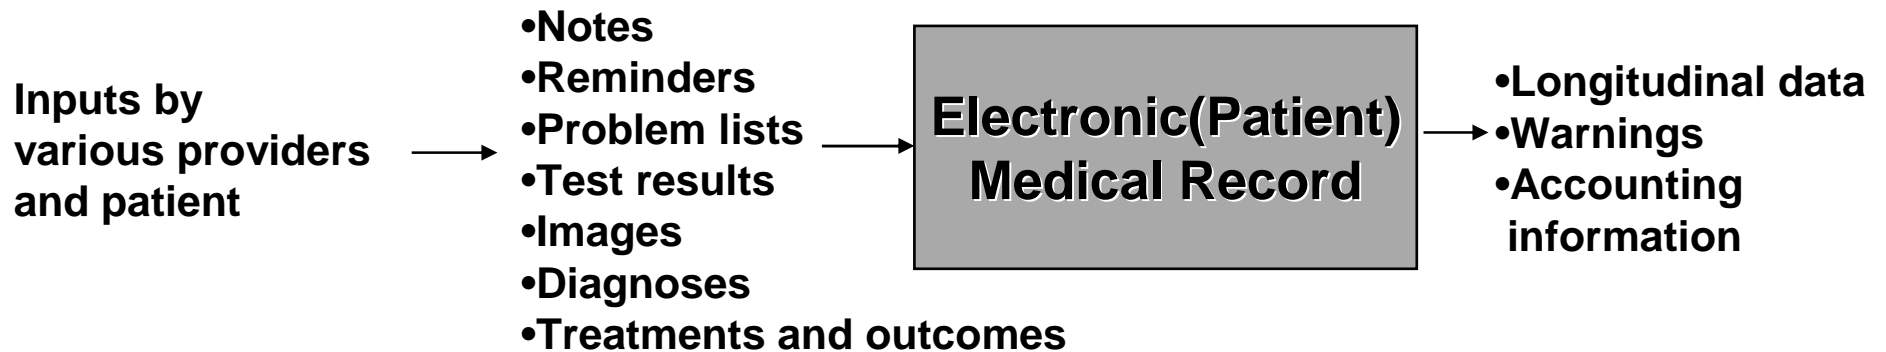 Inputs by
various providers
and patient
•Notes
•Reminders
•Problem lists
•Test results
•Images
•Diagnoses
•Treatments and outcomes
Electronic(Patient)
Medical Record
•Longitudinal data
•Warnings
•Accounting
information